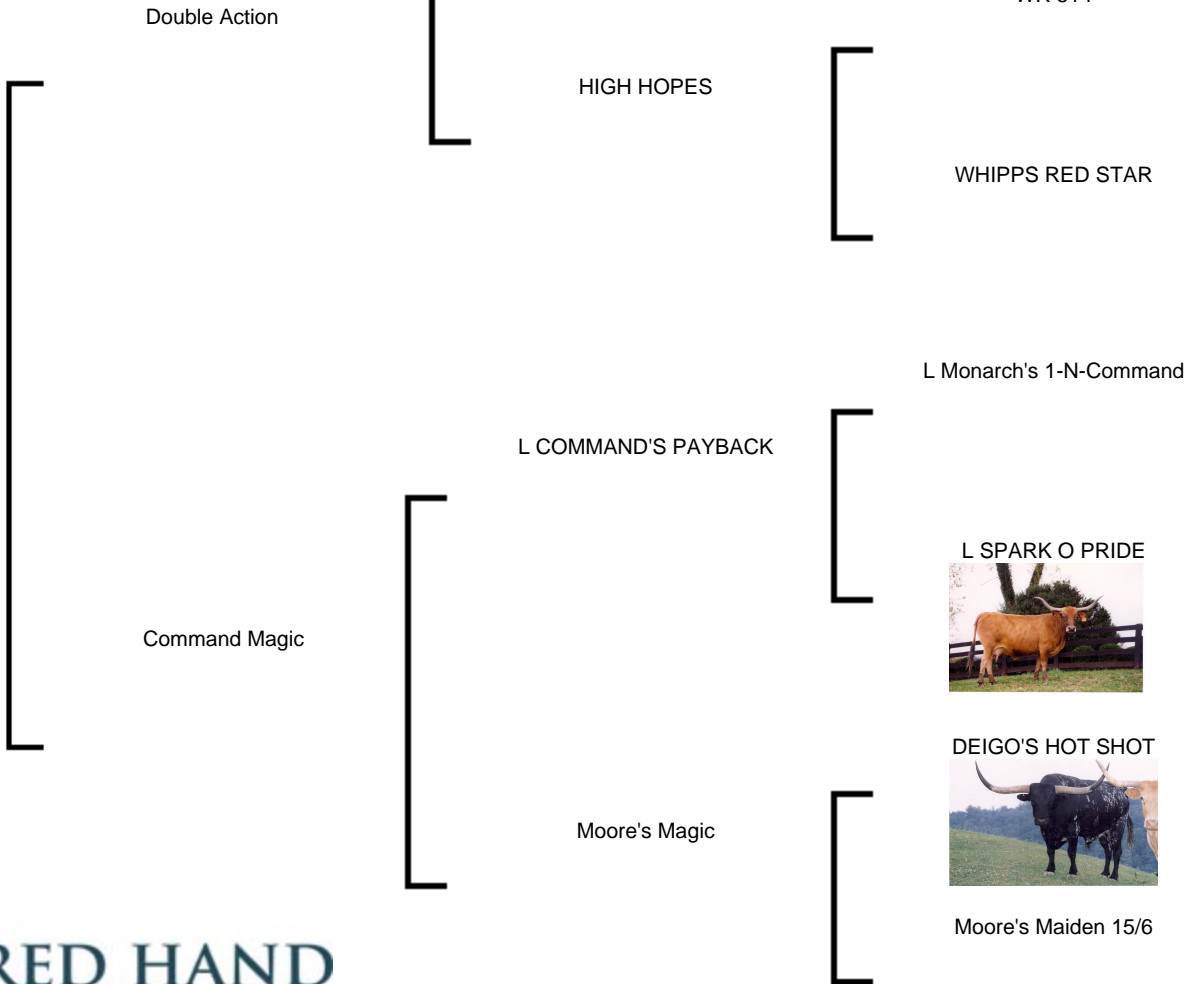 Double Action
HIGH HOPES
WHIPPS RED STAR
L Monarch's 1-N-Command
L COMMAND'S PAYBACK
L SPARK O PRIDE
Command Magic
DEIGO'S HOT SHOT
Moore's Magic
Moore's Maiden 15/6
RED HAND